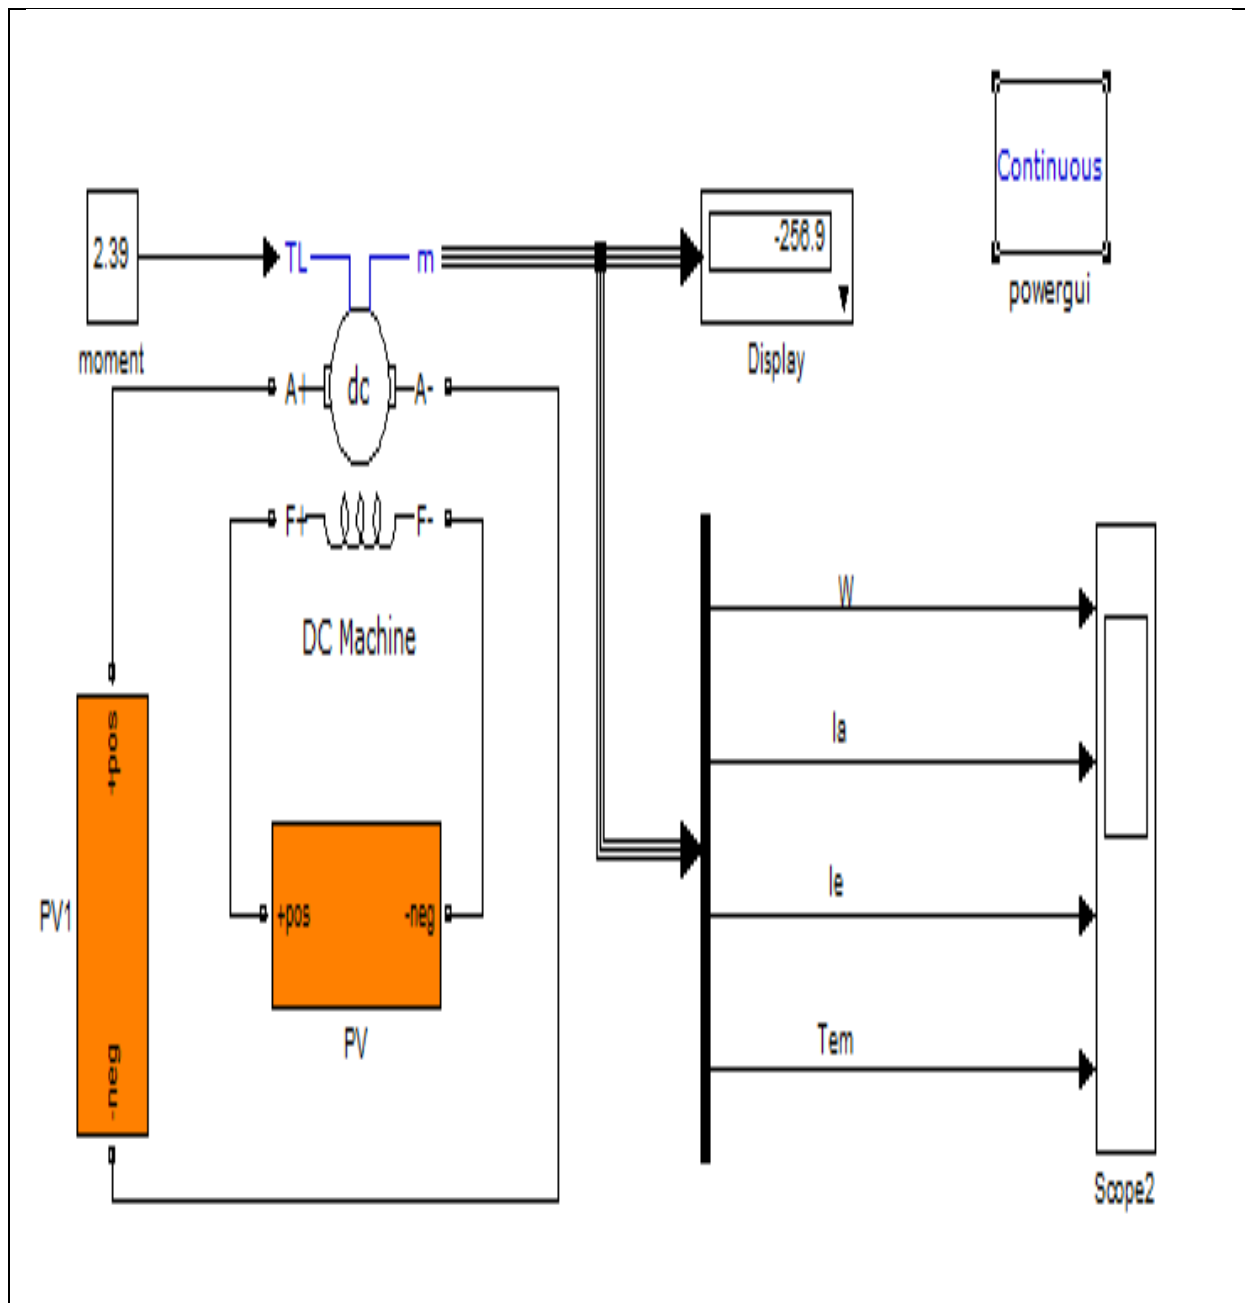 Continuous
powergui
2.39
moment
TL
m
-256.9
Display
A+
dc
A-
F+
F-
DC Machine
W
Ia
Ie
Tem
Scope2
+pos
-neg
PV1
+pos
-neg
PV